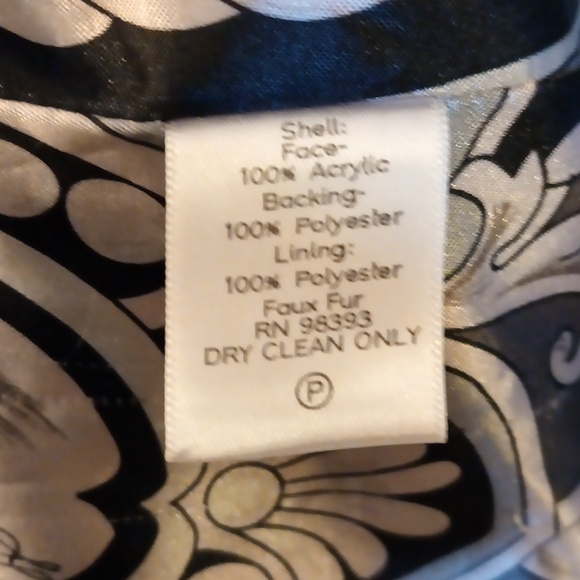 Shell:
Face-
100% Acrylic
Backing-
100% Polyester
Lining:
100% Polyester
Faux Fur
RN 98393
DRY CLEAN ONLY
P